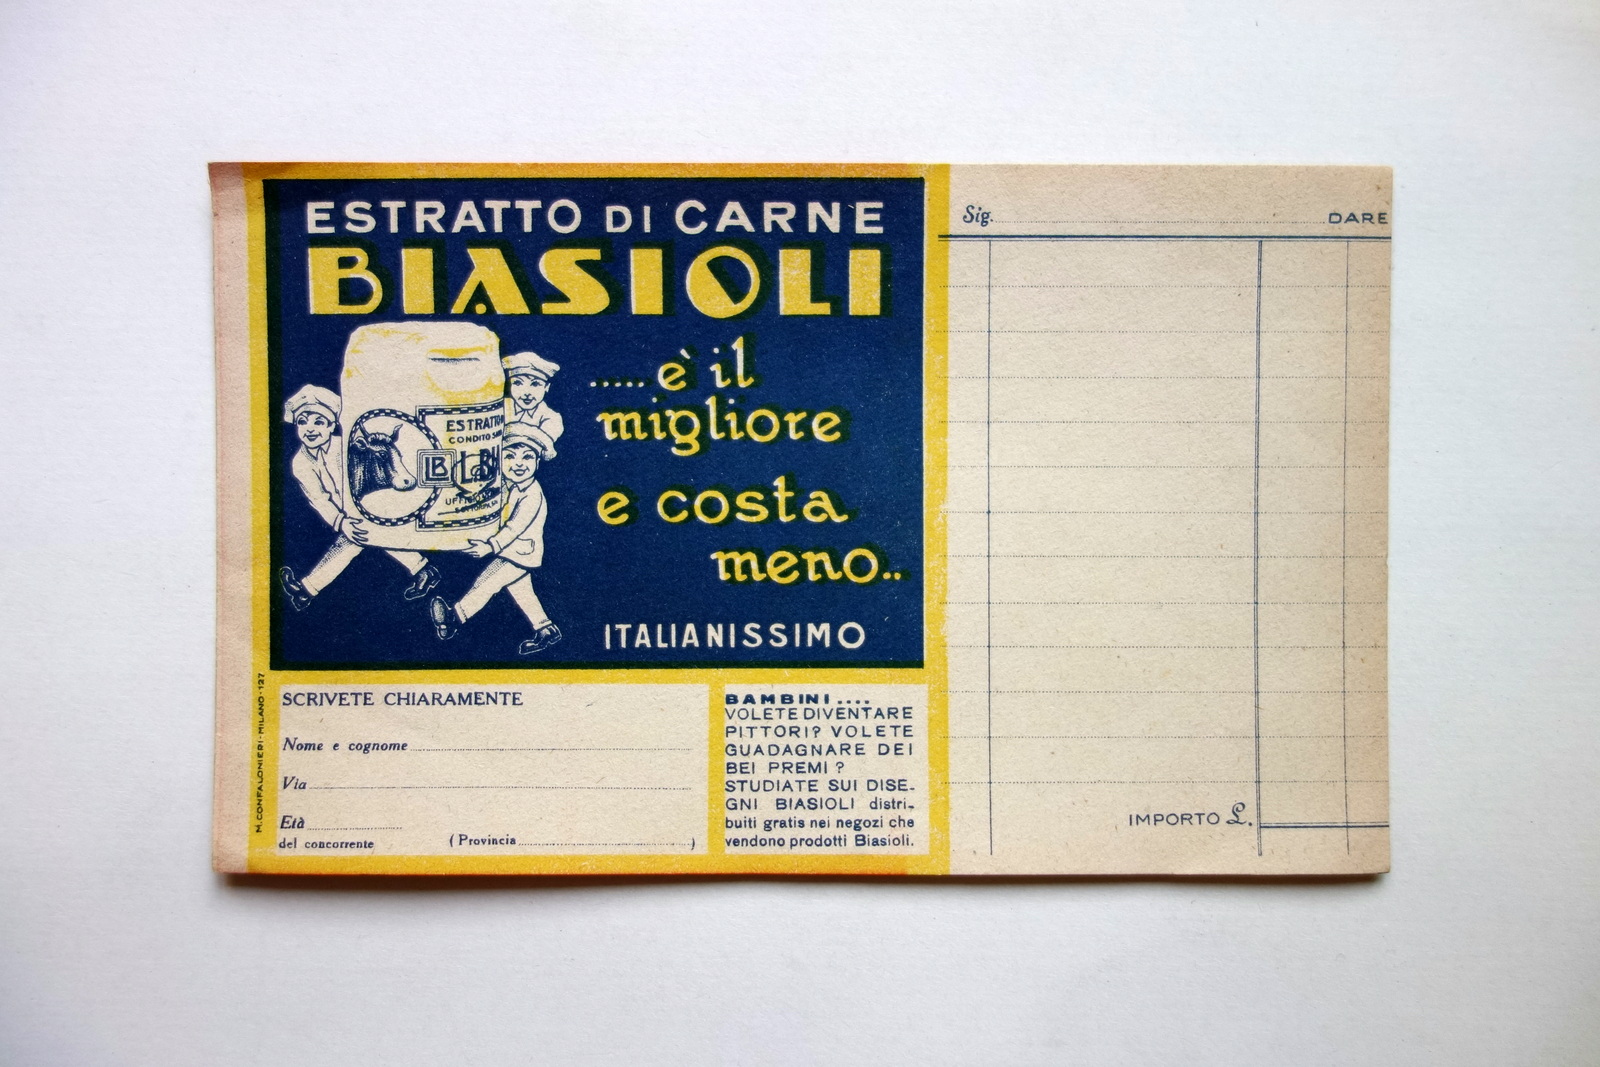 ESTRATTO DI CARNE
BIASIOLI
.....è il
migliore
e costa
meno..
ITALIANISSIMO
ESTRATTO
CONDITO
LB
SCRIVETE CHIARAMENTE
Nome e cognome
Via
Età
del concorrente
( Provincia )
M. CONFALONIERI-MILANO-127
BAMBINI....
VOLETE DIVENTARE
PITTORI? VOLETE
GUADAGNARE DEI
BEI PREMI ?
STUDIATE SUI DISE-
GNI BIASIOLI distri-
buiti gratis nei negozi che
vendono prodotti Biasioli.
Sig. DARE
IMPORTO £.